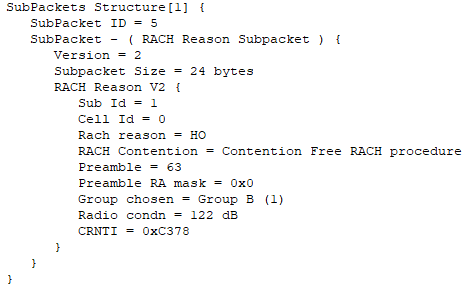 SubPackets Structure[1] {
SubPacket ID = 5
SubPacket - ( RACH Reason Subpacket ) {
Version = 2
Subpacket Size = 24 bytes
RACH Reason V2 {
Sub Id = 1
Cell Id = 0
Rach reason = HO
RACH Contention = Contention Free RACH procedure
Preamble = 63
Preamble RA mask = 0x0
Group chosen = Group B (1)
Radio condn = 122 dB
CRNTI = 0xC378
}
}
}